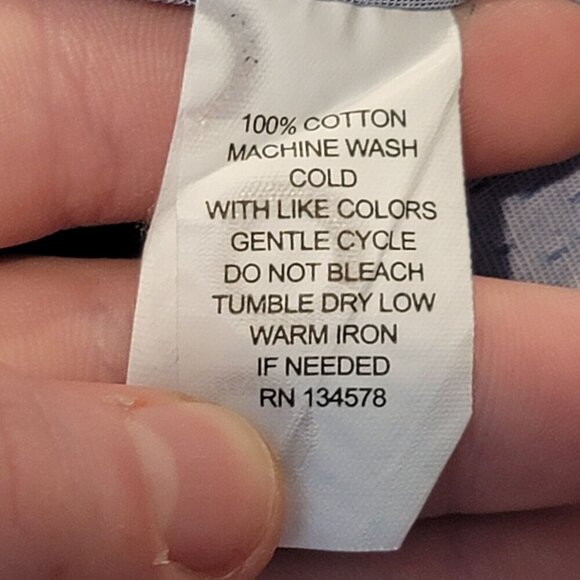 100% COTTON
MACHINE WASH
COLD
WITH LIKE COLORS
GENTLE CYCLE
DO NOT BLEACH
TUMBLE DRY LOW
WARM IRON
IF NEEDED
RN 134578